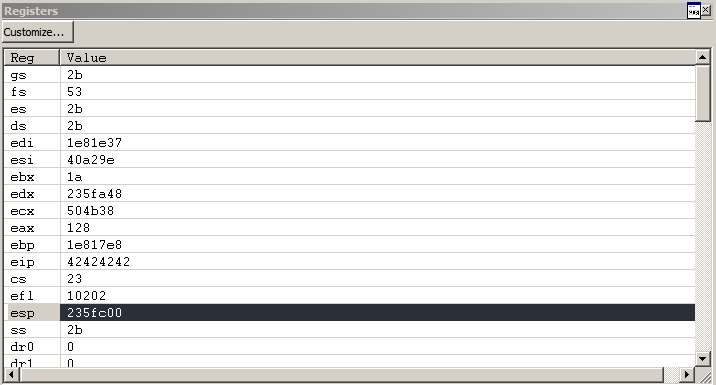 Registers
Customize...
Reg Value
gs 2b
fs 53
es 2b
ds 2b
edi 1e81e37
esi 40a29e
ebx 1a
edx 235fa48
ecx 504b38
eax 128
ebp 1e817e8
eip 42424242
cs 23
efl 10202
esp 235fc00
ss 2b
dr0 0
dr1 0